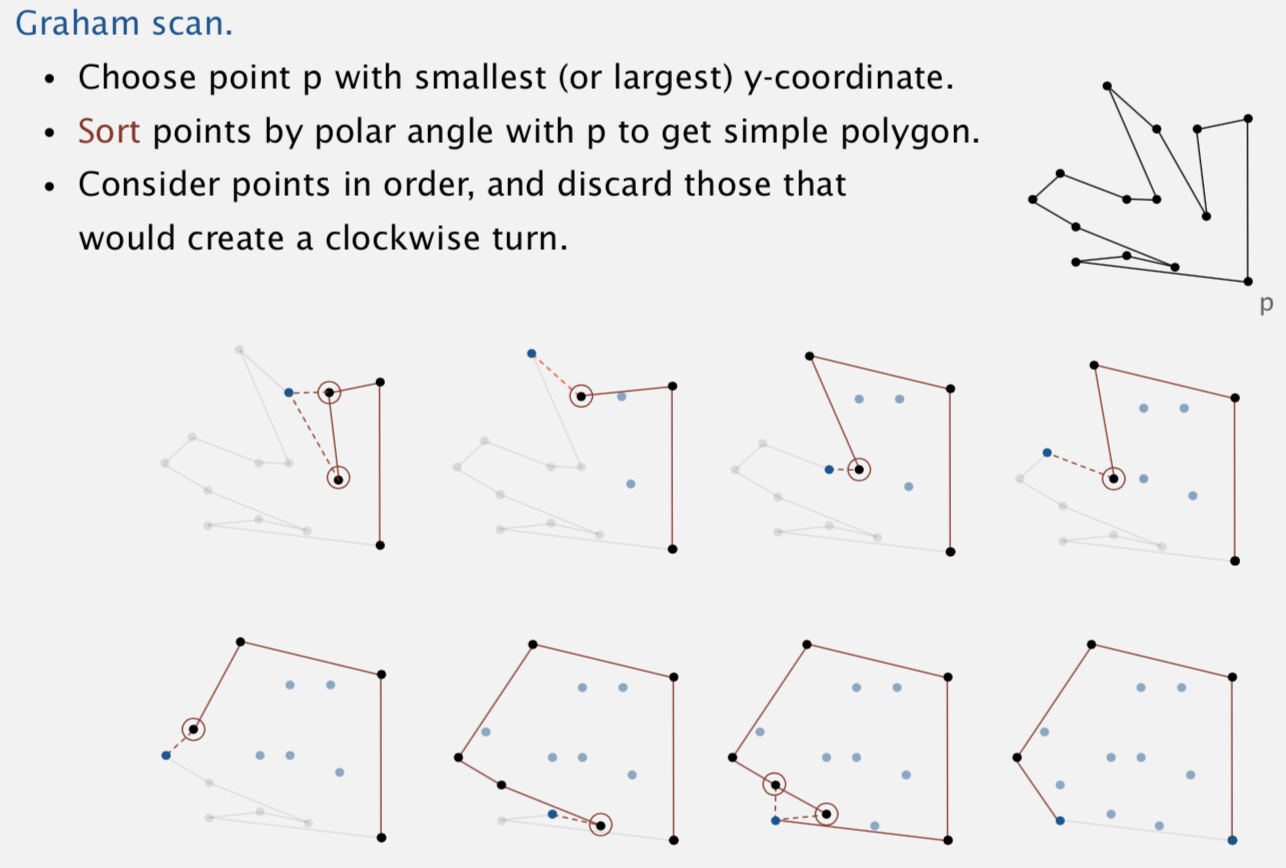 Graham scan.
• Choose point p with smallest (or largest) y-coordinate.
• Sort points by polar angle with p to get simple polygon.
• Consider points in order, and discard those that
would create a clockwise turn.
p